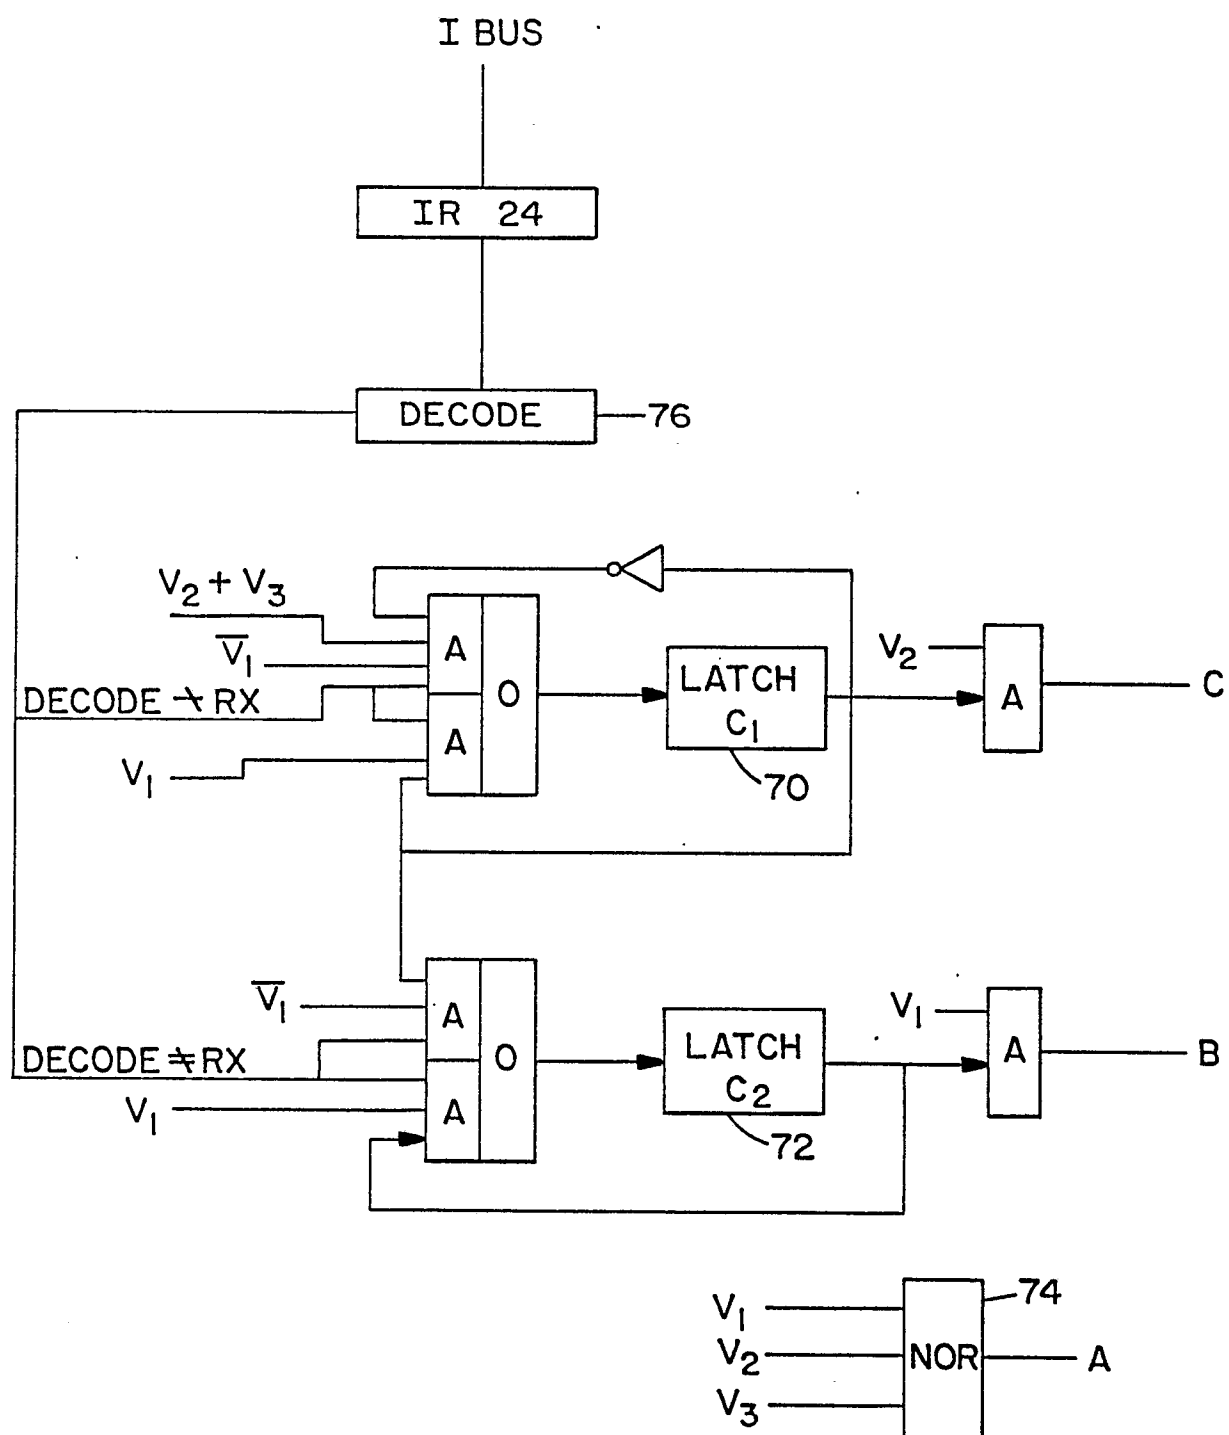 I BUS
IR 24
DECODE 76
V₂ + V₃
V̅₁
DECODE ≠ RX
V₁
A
A
O
LATCH
C₁
70
V₂
A
C
V̅₁
DECODE ≠ RX
V₁
A
A
O
LATCH
C₂
72
V₁
A
B
V₁
V₂
V₃
NOR
74
A